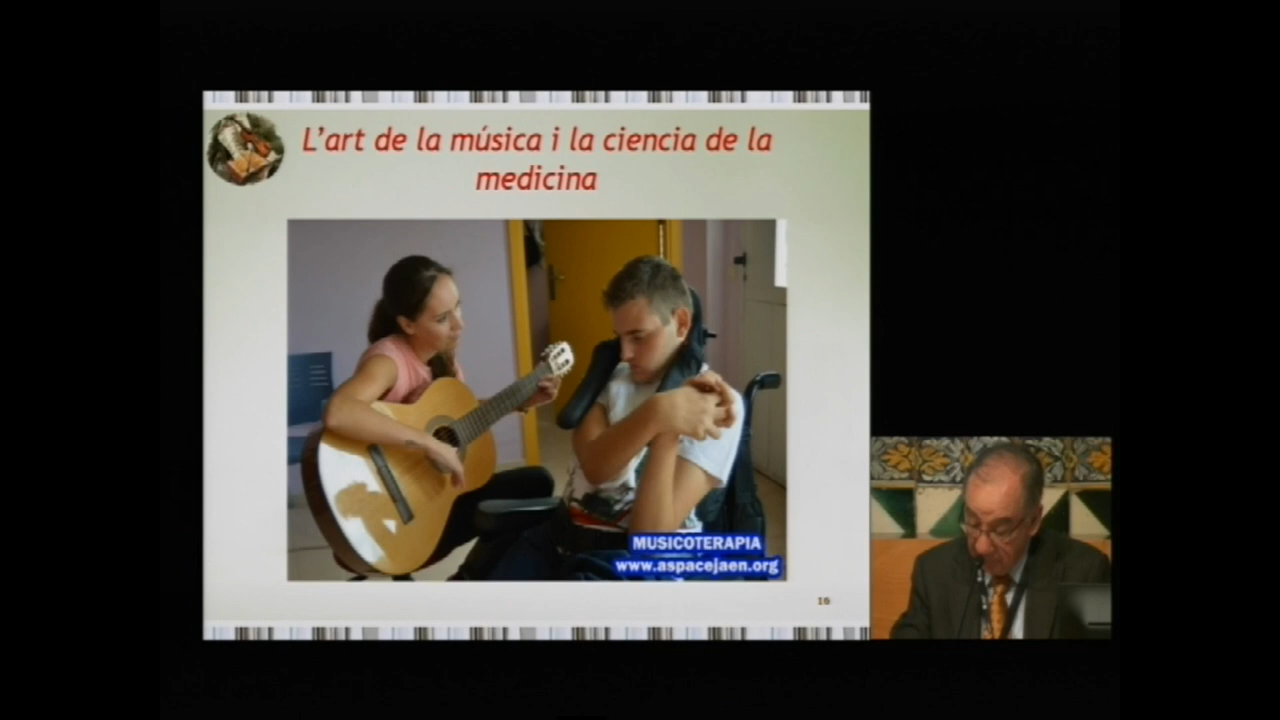 L'art de la música i la ciencia de la
medicina
MUSICOTERAPIA
www.aspacejaen.org
16